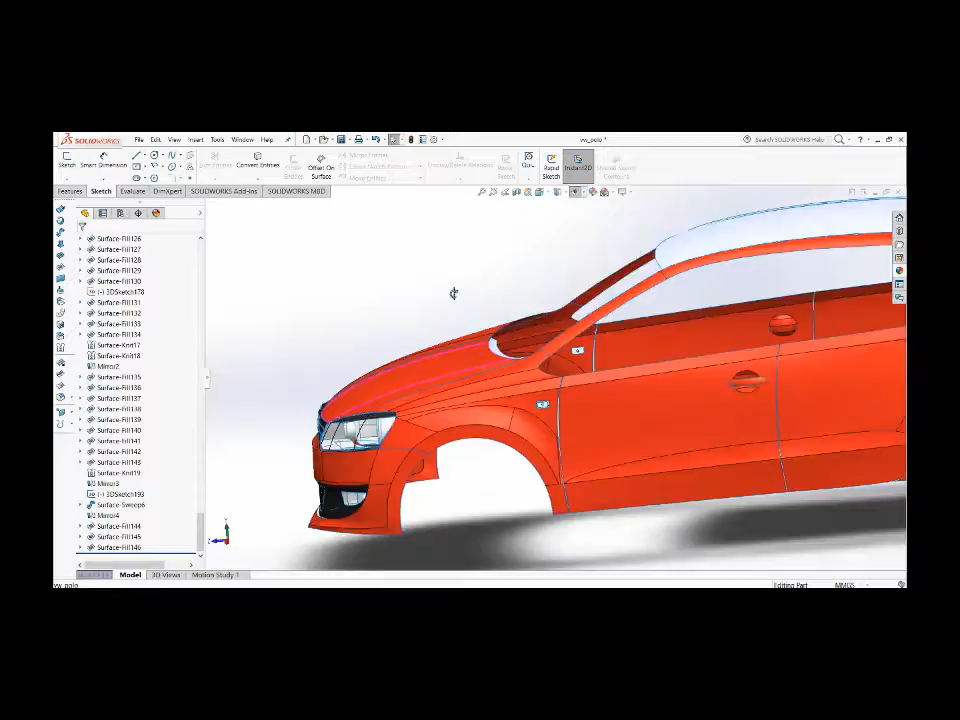 SOLIDWORKS File Edit View Insert Tools Window Help vw_polo * Search SOLIDWORKS Help
Sketch Smart Dimension Convert Entities Offset On Surface Mirror Entities Rapid Sketch Instant2D
Features Sketch Evaluate DimXpert SOLIDWORKS Add-Ins SOLIDWORKS MBD
Surface-Fill126
Surface-Fill127
Surface-Fill128
Surface-Fill129
Surface-Fill130
(-) 3DSketch178
Surface-Fill131
Surface-Fill132
Surface-Fill133
Surface-Fill134
Surface-Knit17
Surface-Knit18
Mirror2
Surface-Fill135
Surface-Fill136
Surface-Fill137
Surface-Fill138
Surface-Fill139
Surface-Fill140
Surface-Fill141
Surface-Fill142
Surface-Fill143
Surface-Knit19
Mirror3
(-) 3DSketch193
Surface-Sweep6
Mirror4
Surface-Fill144
Surface-Fill145
Surface-Fill146
Model 3D Views Motion Study 1
vw_polo Editing Part MMGS